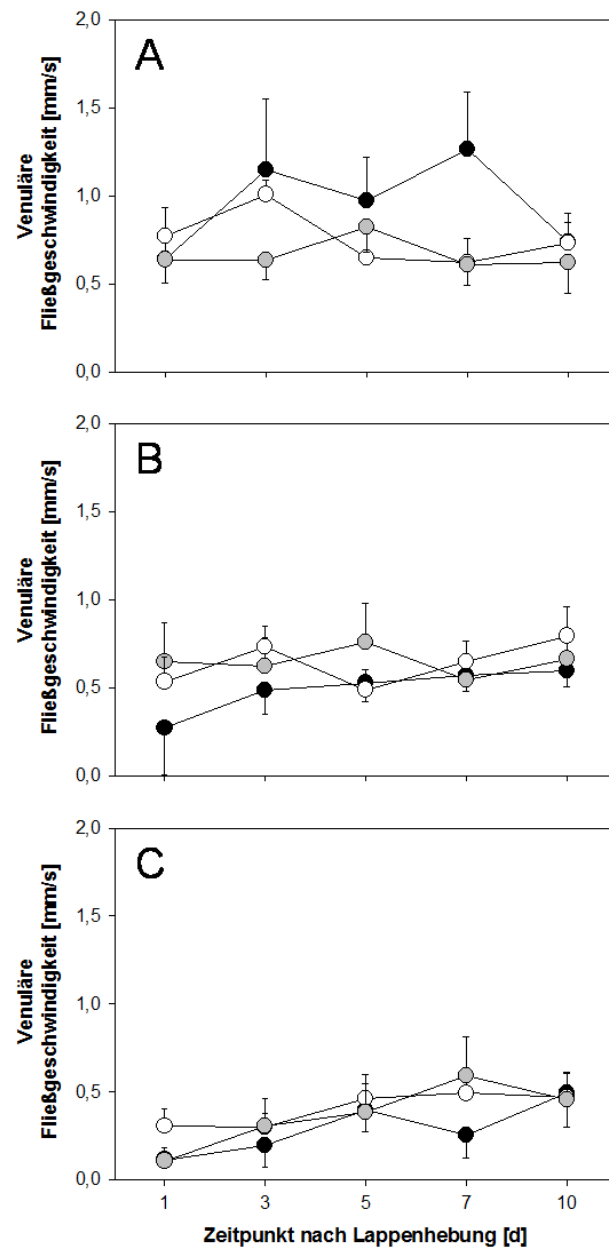 A
Venuläre
Fließgeschwindigkeit [mm/s]
2,0
1,5
1,0
0,5
0,0
B
Venuläre
Fließgeschwindigkeit [mm/s]
2,0
1,5
1,0
0,5
0,0
C
Venuläre
Fließgeschwindigkeit [mm/s]
2,0
1,5
1,0
0,5
0,0
1 3 5 7 10
Zeitpunkt nach Lappenhebung [d]